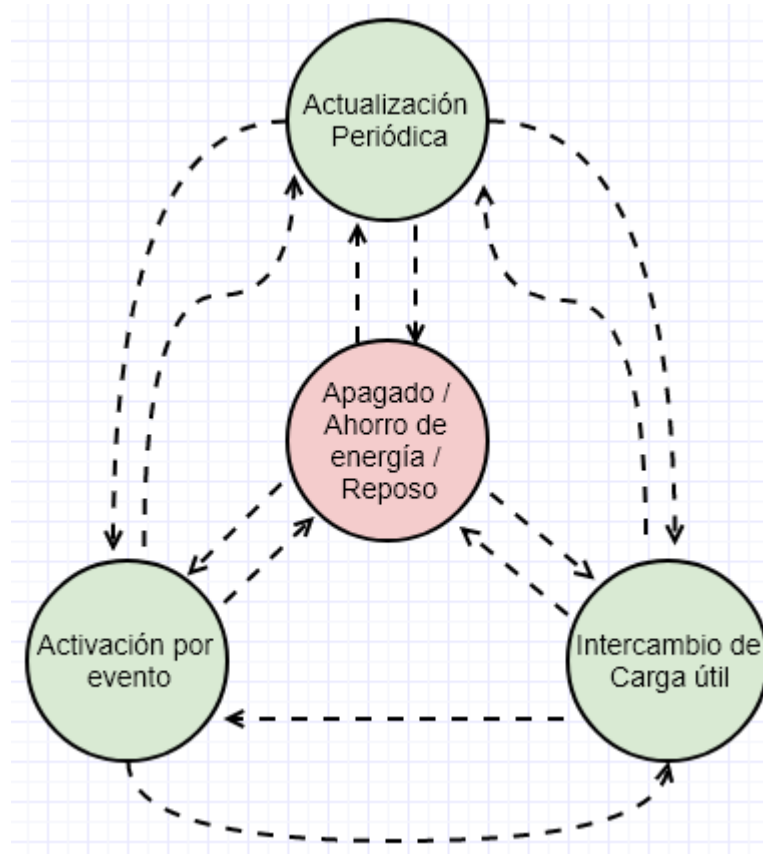 Actualización
Periódica
Apagado /
Ahorro de
energía /
Reposo
Activación por
evento
Intercambio de
Carga útil